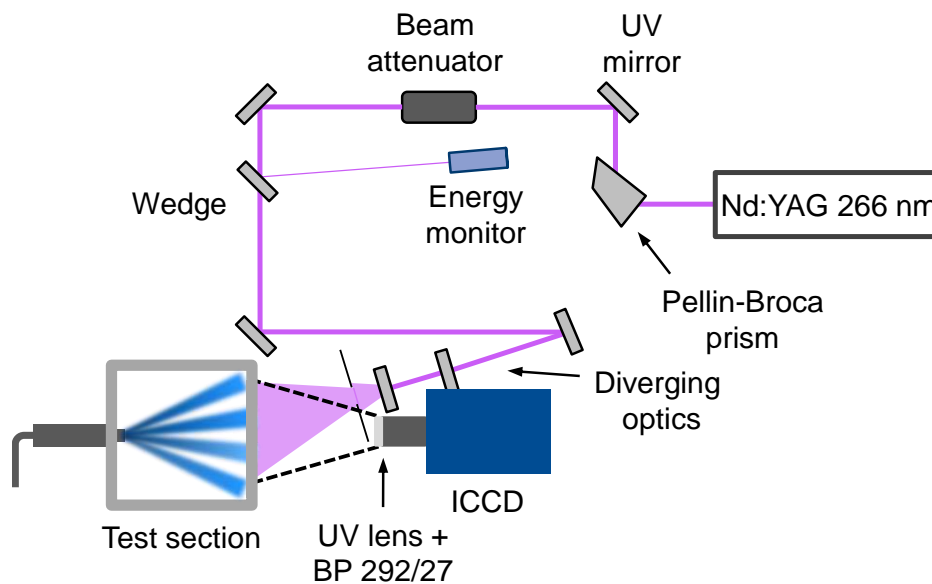 Beam
attenuator
UV
mirror
Wedge
Energy
monitor
Nd:YAG 266 nm
Pellin-Broca
prism
Diverging
optics
ICCD
Test section
UV lens +
BP 292/27